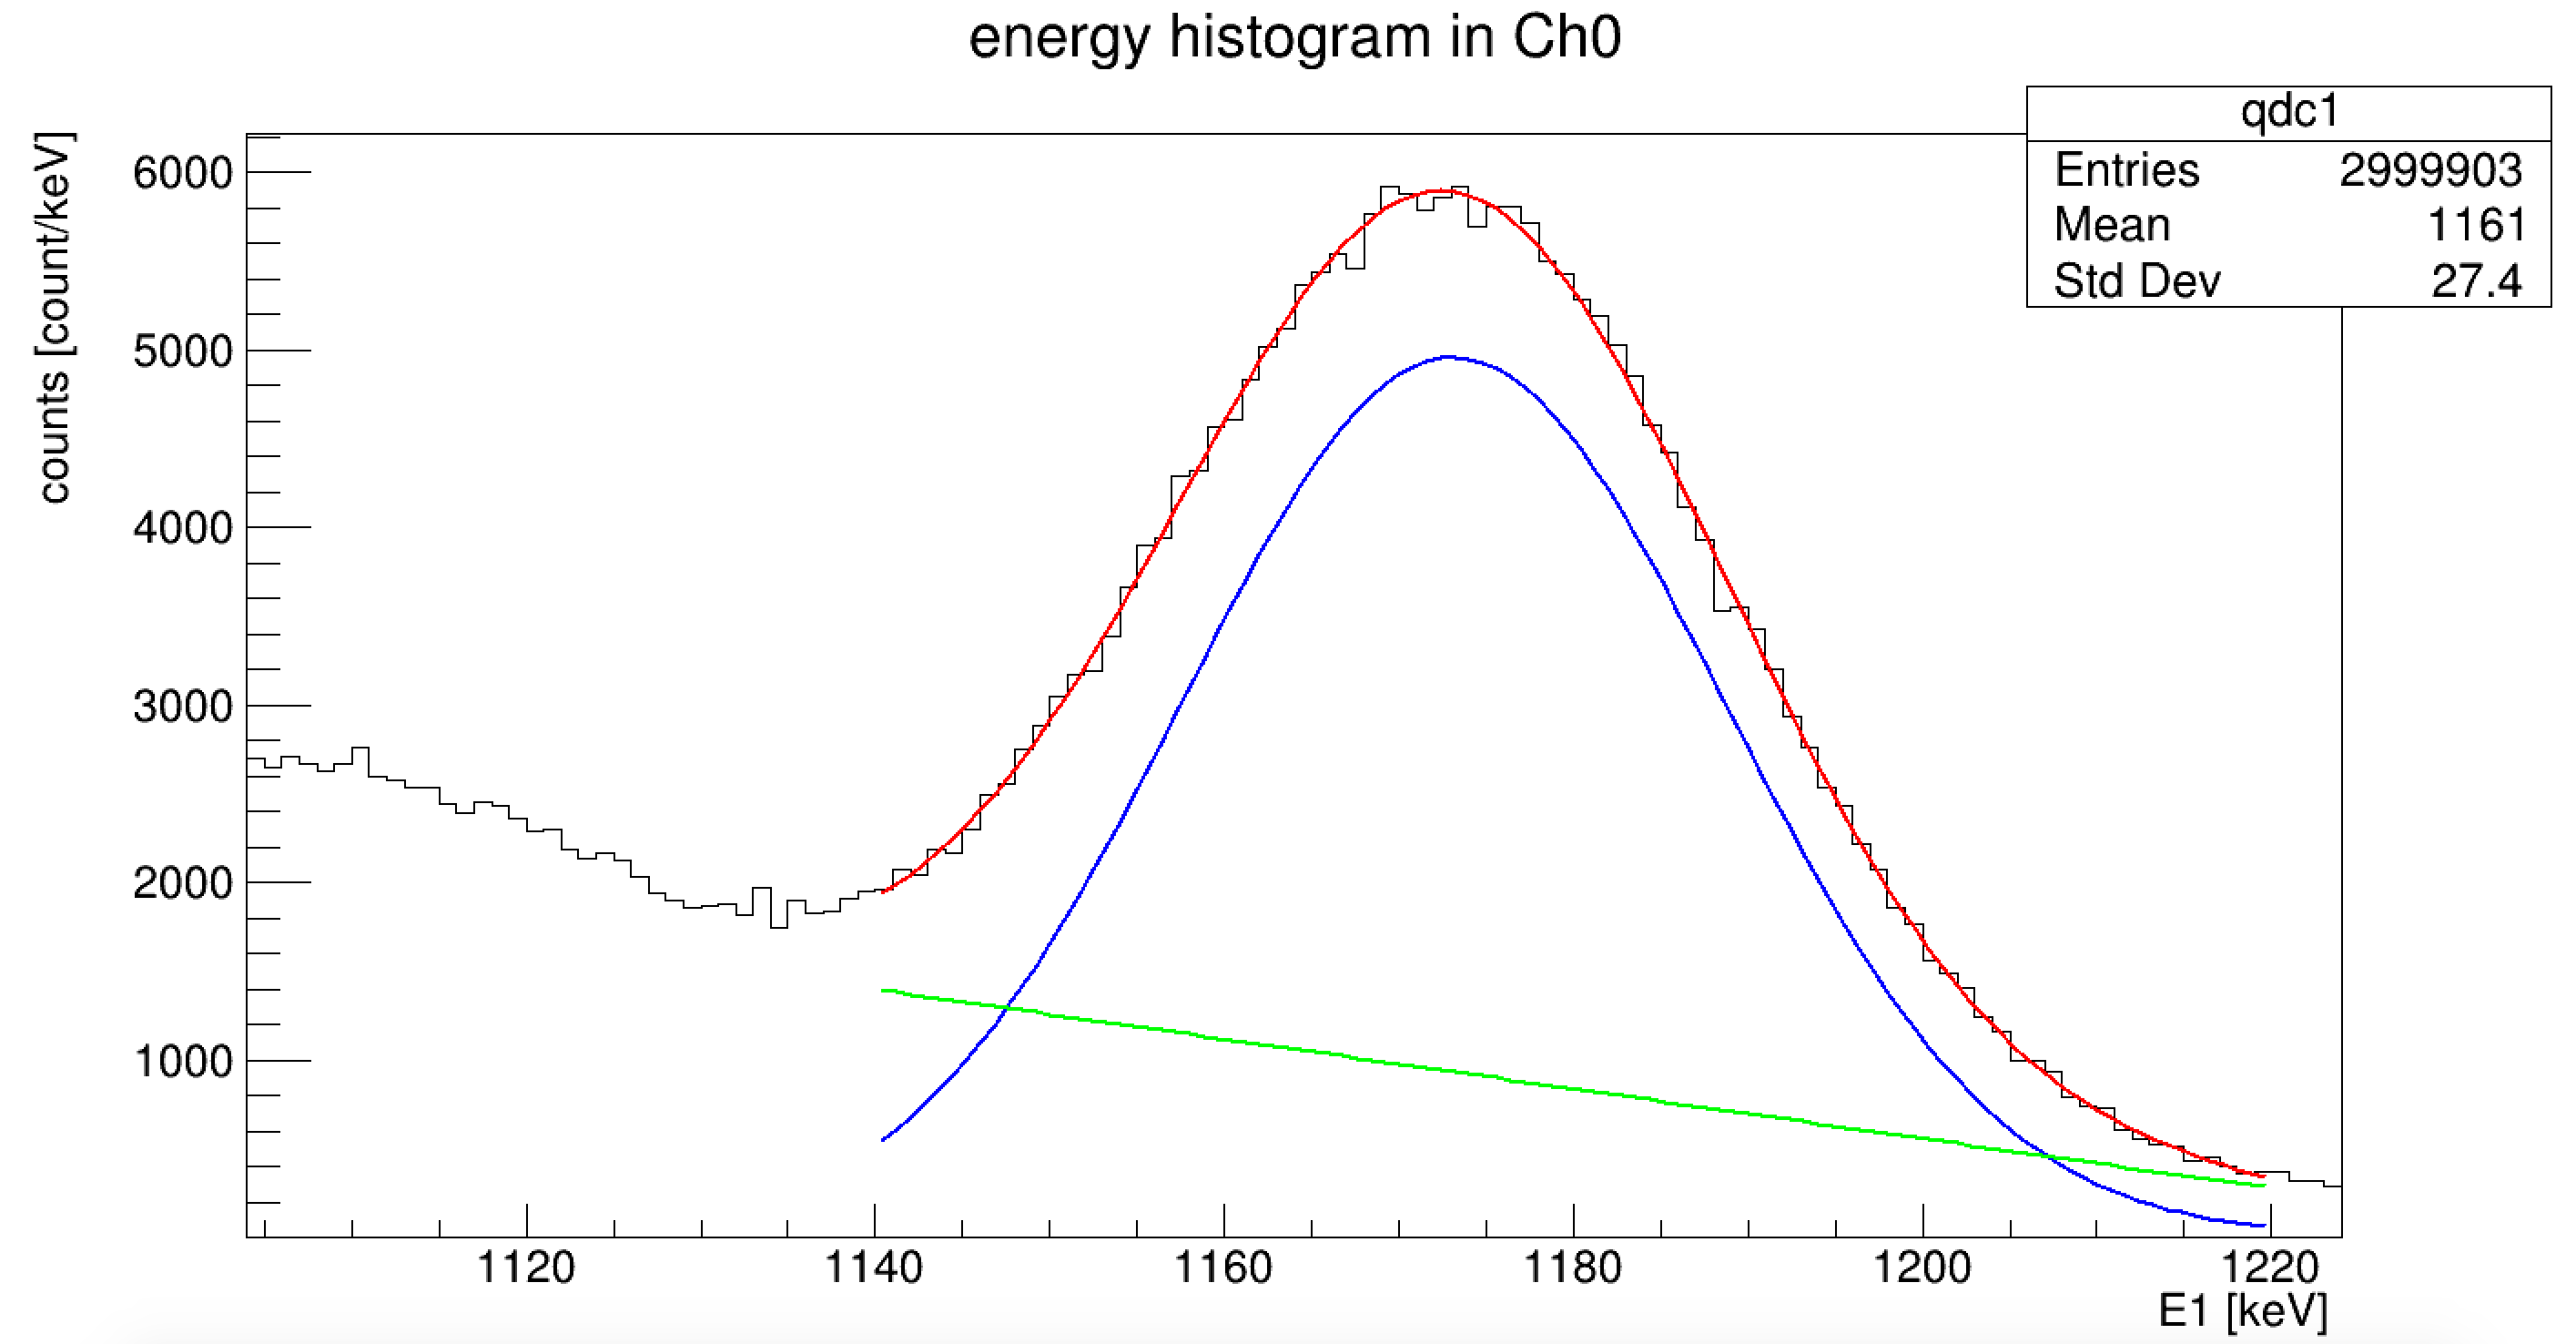 energy histogram in Ch0
qdc1
Entries 2999903
Mean 1161
Std Dev 27.4
counts [count/keV]
6000
5000
4000
3000
2000
1000
1120 1140 1160 1180 1200 1220
E1 [keV]